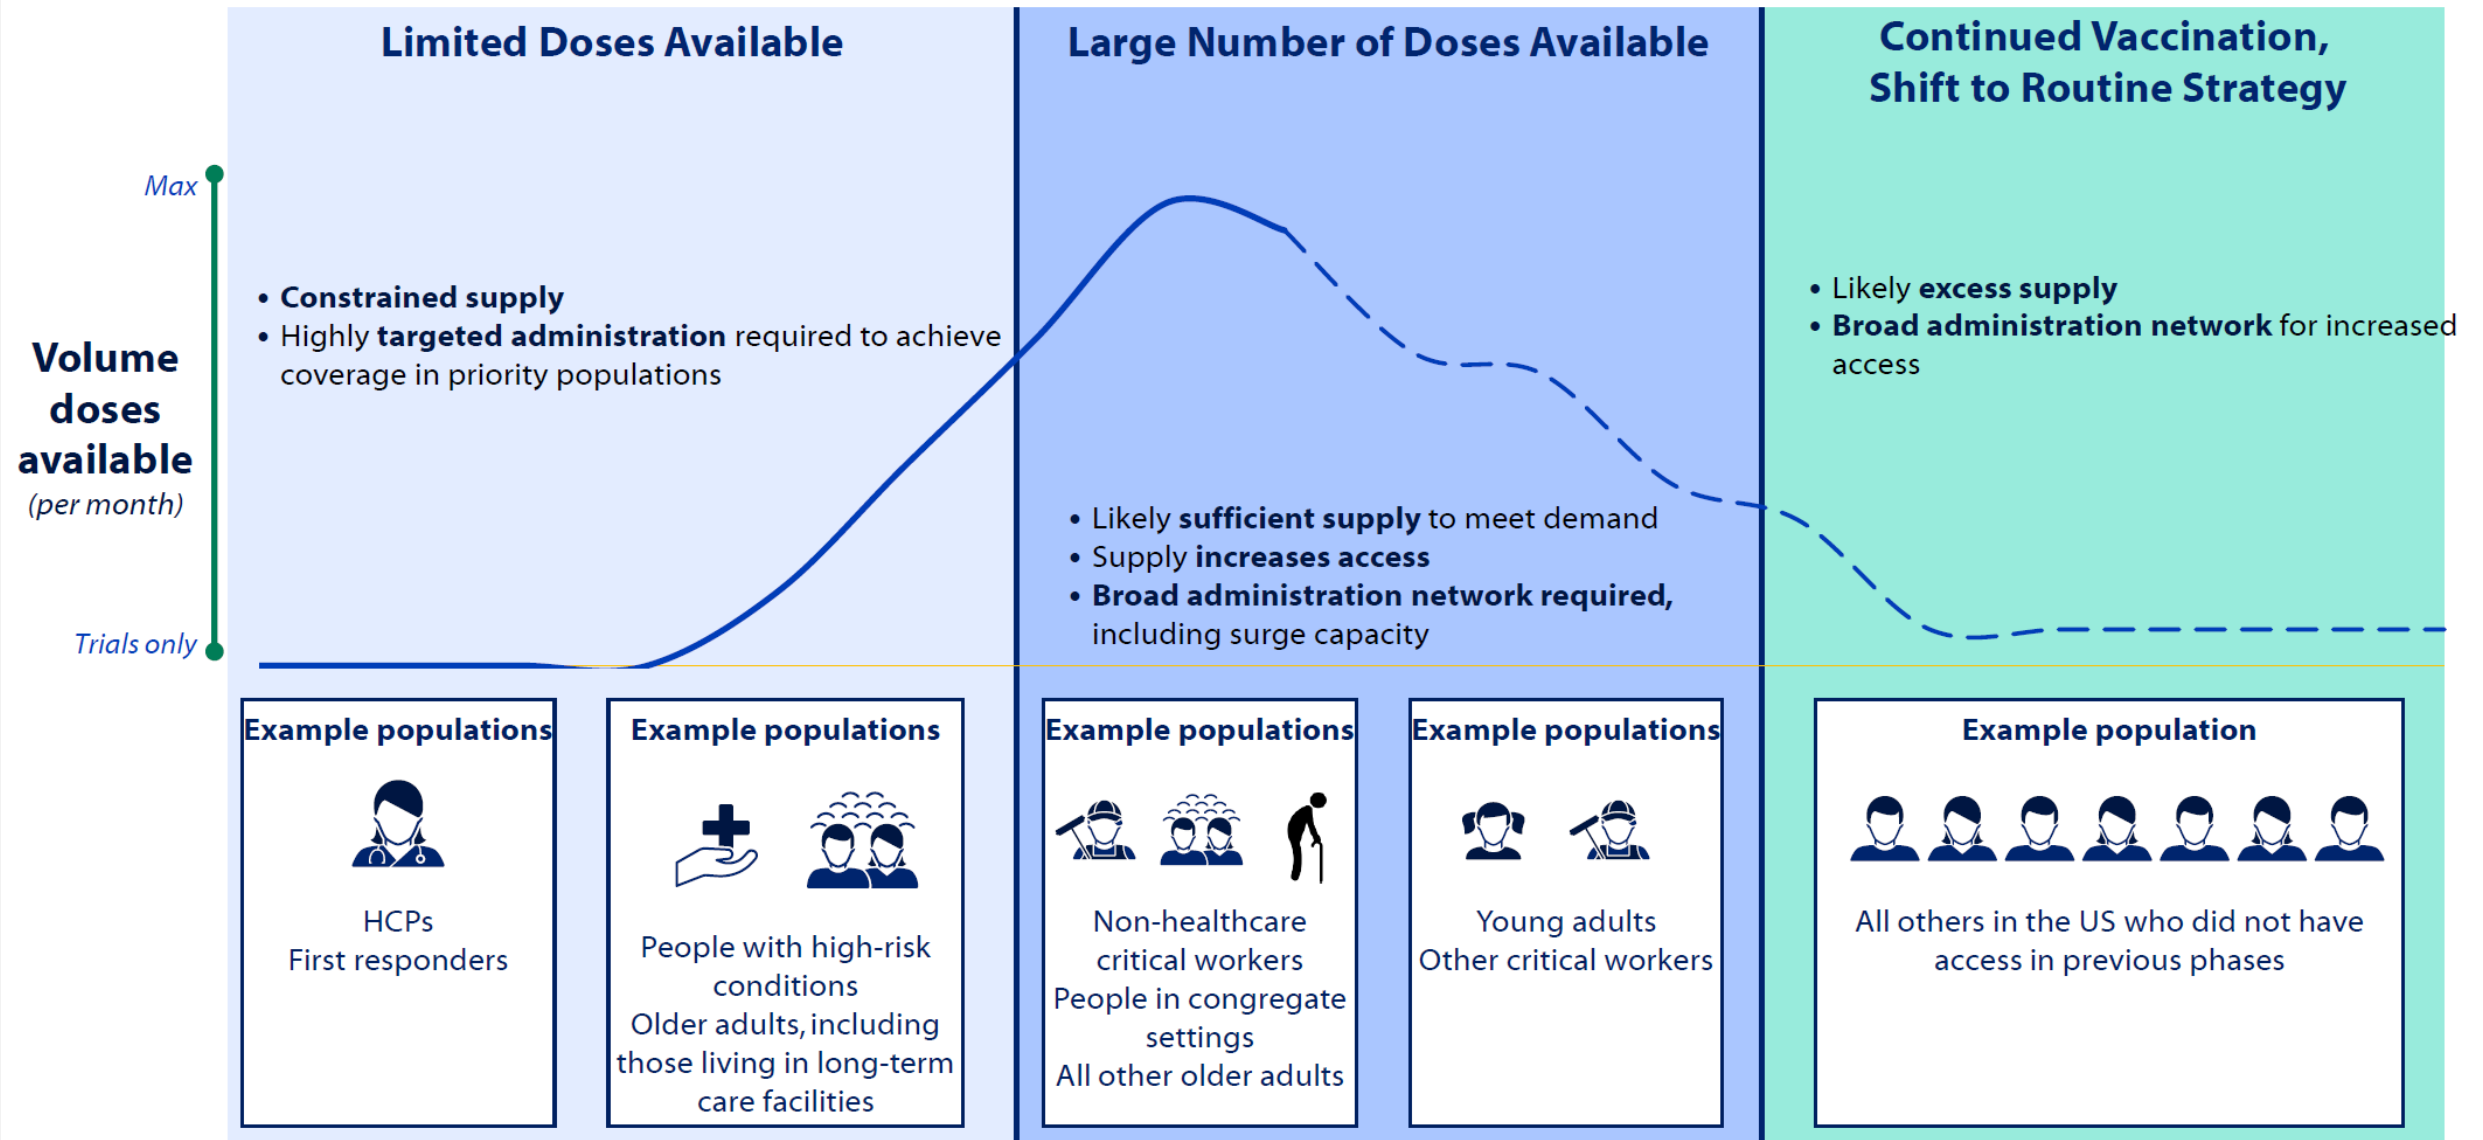 Limited Doses Available
Large Number of Doses Available
Continued Vaccination,
Shift to Routine Strategy
Max
Volume
doses
available
(per month)
Trials only
• Constrained supply
• Highly targeted administration required to achieve
coverage in priority populations
• Likely sufficient supply to meet demand
• Supply increases access
• Broad administration network required,
including surge capacity
• Likely excess supply
• Broad administration network for increased
access
Example populations
HCPs
First responders
Example populations
People with high-risk
conditions
Older adults, including
those living in long-term
care facilities
Example populations
Non-healthcare
critical workers
People in congregate
settings
All other older adults
Example populations
Young adults
Other critical workers
Example population
All others in the US who did not have
access in previous phases